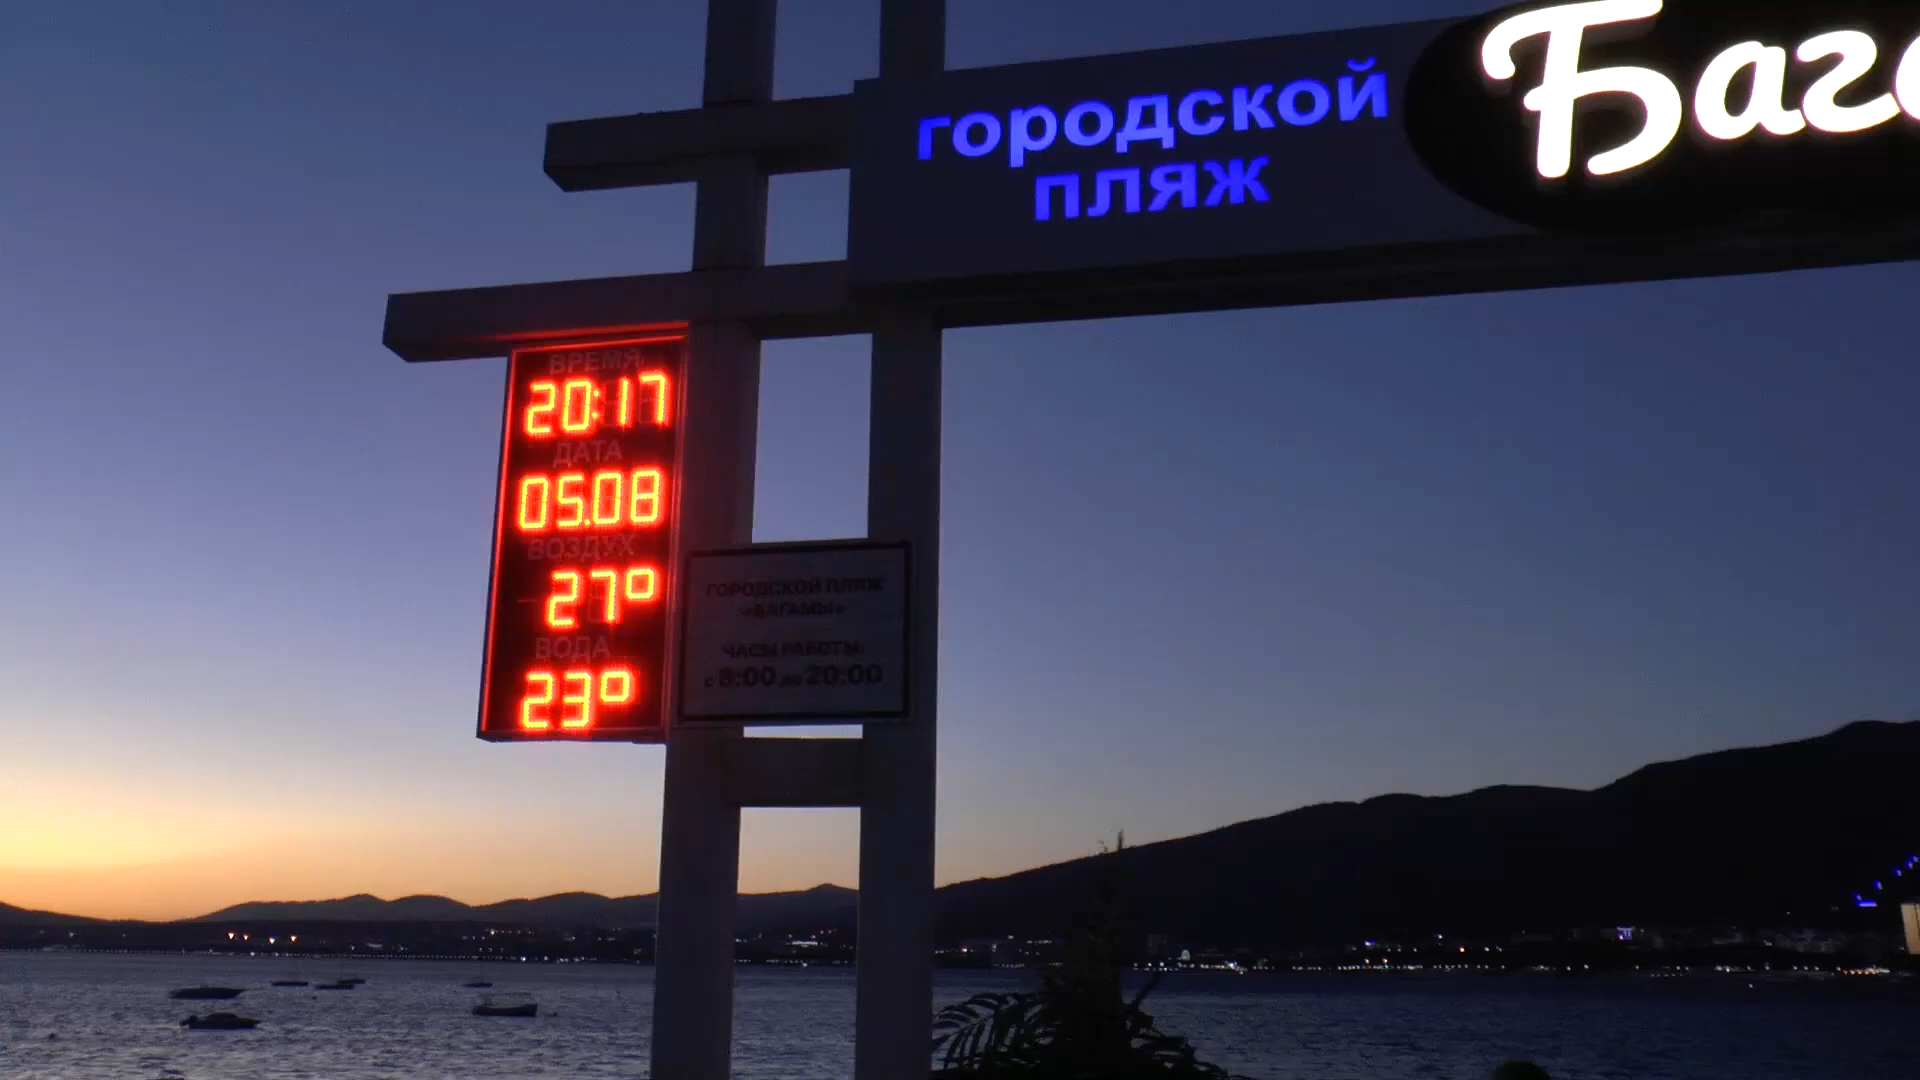 городской
пляж
Бага
ВРЕМЯ
20:17
ДАТА
05.08
ВОЗДУХ
27°
ВОДА
23°
ГОРОДСКОЙ ПЛЯЖ
«БАГАМЫ»
ЧАСЫ РАБОТЫ:
с 8:00 до 20:00